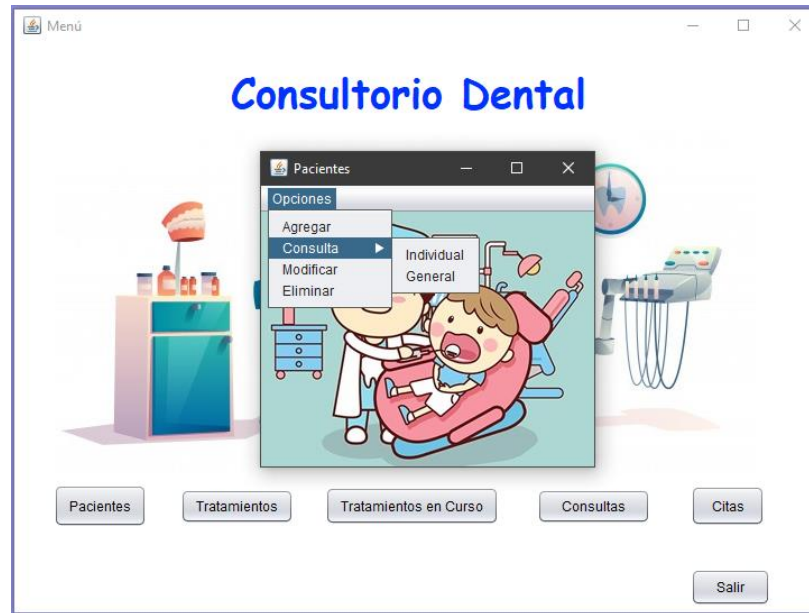 Menú
Consultorio Dental
Pacientes
Opciones
Agregar
Consulta
Modificar
Eliminar
Individual
General
Pacientes
Tratamientos
Tratamientos en Curso
Consultas
Citas
Salir